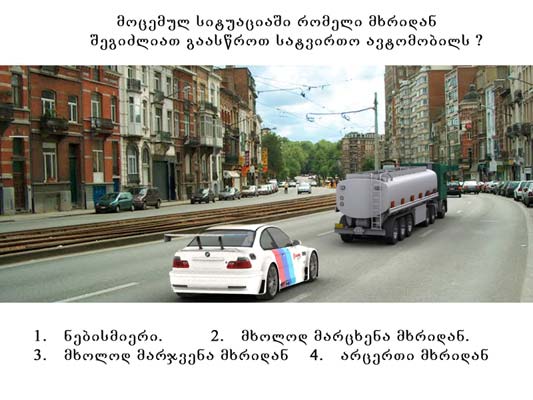 მოცემულ სიტუაციაში რომელი მხრიდან
შეგიძლიათ გაასწროთ სატვირთო ავტომობილს ?
1. ნებისმიერი. 2. მხოლოდ მარცხენა მხრიდან.
3. მხოლოდ მარჯვენა მხრიდან 4. არცერთი მხრიდან